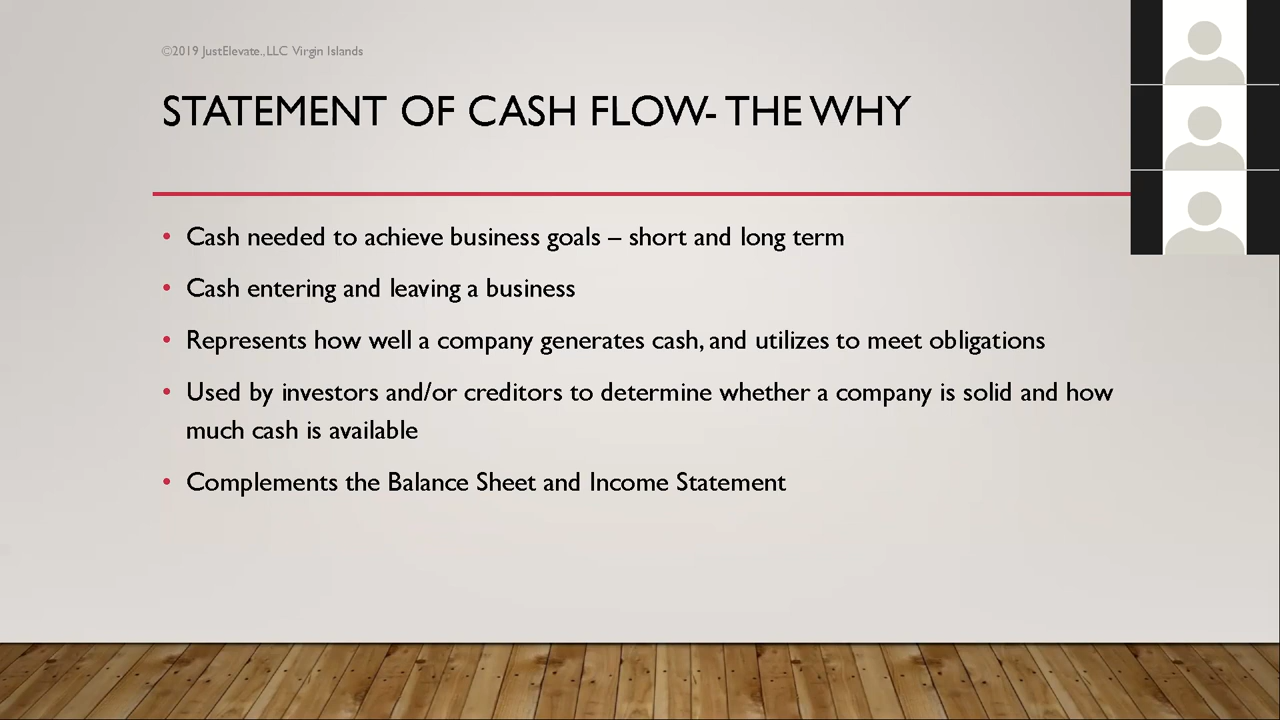 ©2019 JustElevate., LLC Virgin Islands
STATEMENT OF CASH FLOW- THE WHY
• Cash needed to achieve business goals – short and long term
• Cash entering and leaving a business
• Represents how well a company generates cash, and utilizes to meet obligations
• Used by investors and/or creditors to determine whether a company is solid and how
much cash is available
• Complements the Balance Sheet and Income Statement